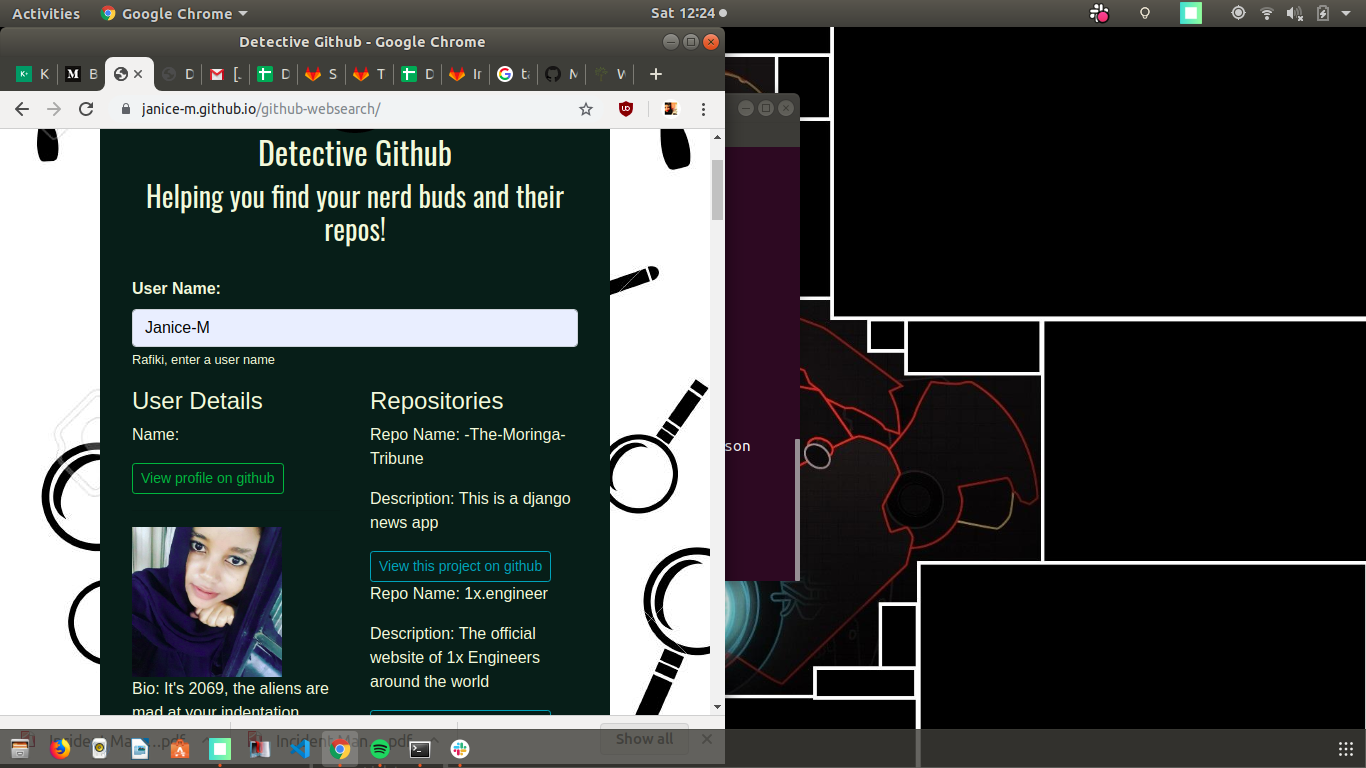 Activities
Google Chrome
Sat 12:24
Detective Github - Google Chrome
K
B
D
[.
D
S
T
D
Ir
ta
M
W
janice-m.github.io/github-websearch/
Detective Github
Helping you find your nerd buds and their
repos!
User Name:
Janice-M
Rafiki, enter a user name
User Details
Name:
View profile on github
Bio: It's 2069, the aliens are
mad at your indentation
Repositories
Repo Name: -The-Moringa-
Tribune
Description: This is a django
news app
View this project on github
Repo Name: 1x.engineer
Description: The official
website of 1x Engineers
around the world
son
Incident Man....pdf
Incident Man....pdf
Show all